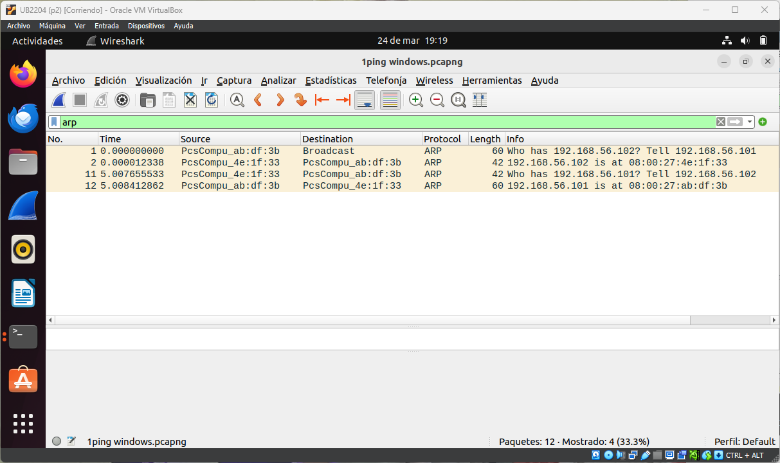 UB2204 (p2) [Corriendo] - Oracle VM VirtualBox
Archivo Máquina Ver Entrada Dispositivos Ayuda
Actividades Wireshark 24 de mar 19:19
1ping windows.pcapng
Archivo Edición Visualización Ir Captura Analizar Estadísticas Telefonja Wireless Herramientas Ayuda
arp
No. Time Source Destination Protocol Length Info
1 0.000000000 PcsCompu_ab:df:3b Broadcast ARP 60 Who has 192.168.56.102? Tell 192.168.56.101
2 0.000012338 PcsCompu_4e:1f:33 PcsCompu_ab:df:3b ARP 42 192.168.56.102 is at 08:00:27:4e:1f:33
11 5.007655533 PcsCompu_4e:1f:33 PcsCompu_ab:df:3b ARP 42 Who has 192.168.56.101? Tell 192.168.56.102
12 5.008412862 PcsCompu_ab:df:3b PcsCompu_4e:1f:33 ARP 60 192.168.56.101 is at 08:00:27:ab:df:3b
1ping windows.pcapng Paquetes: 12 · Mostrado: 4 (33.3%) Perfil: Default
CTRL + ALT